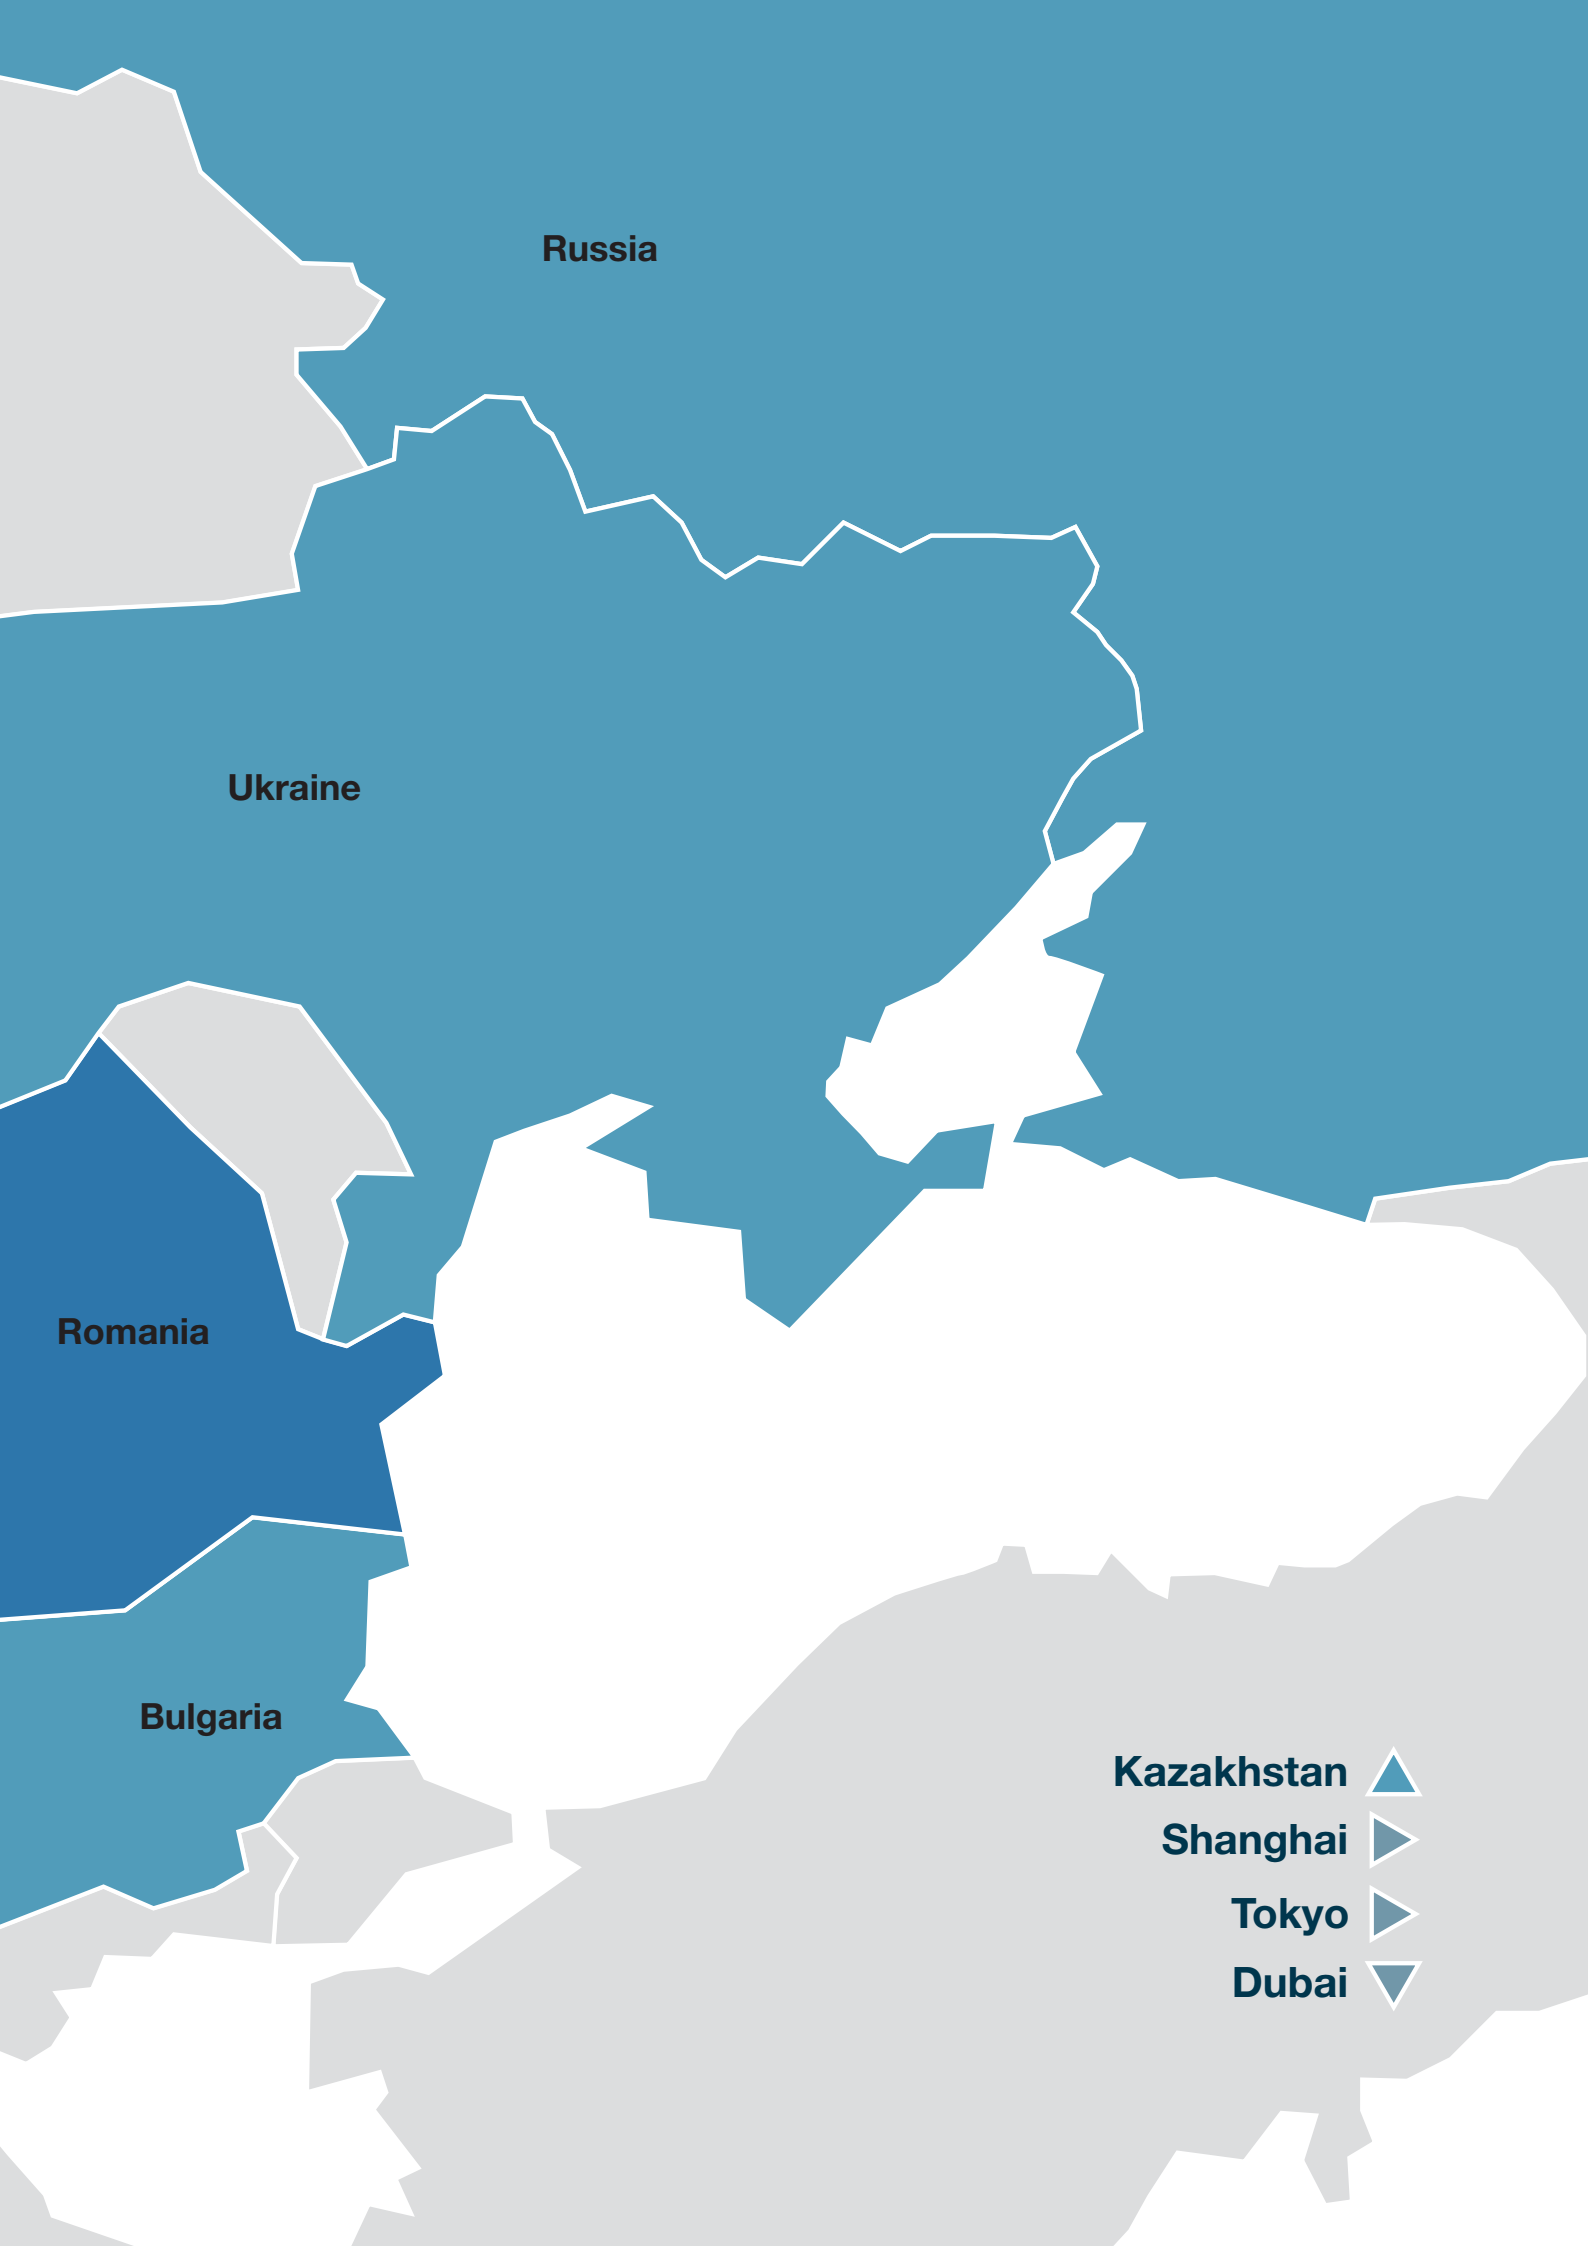 Russia
Ukraine
Romania
Bulgaria
Kazakhstan
Shanghai
Tokyo
Dubai